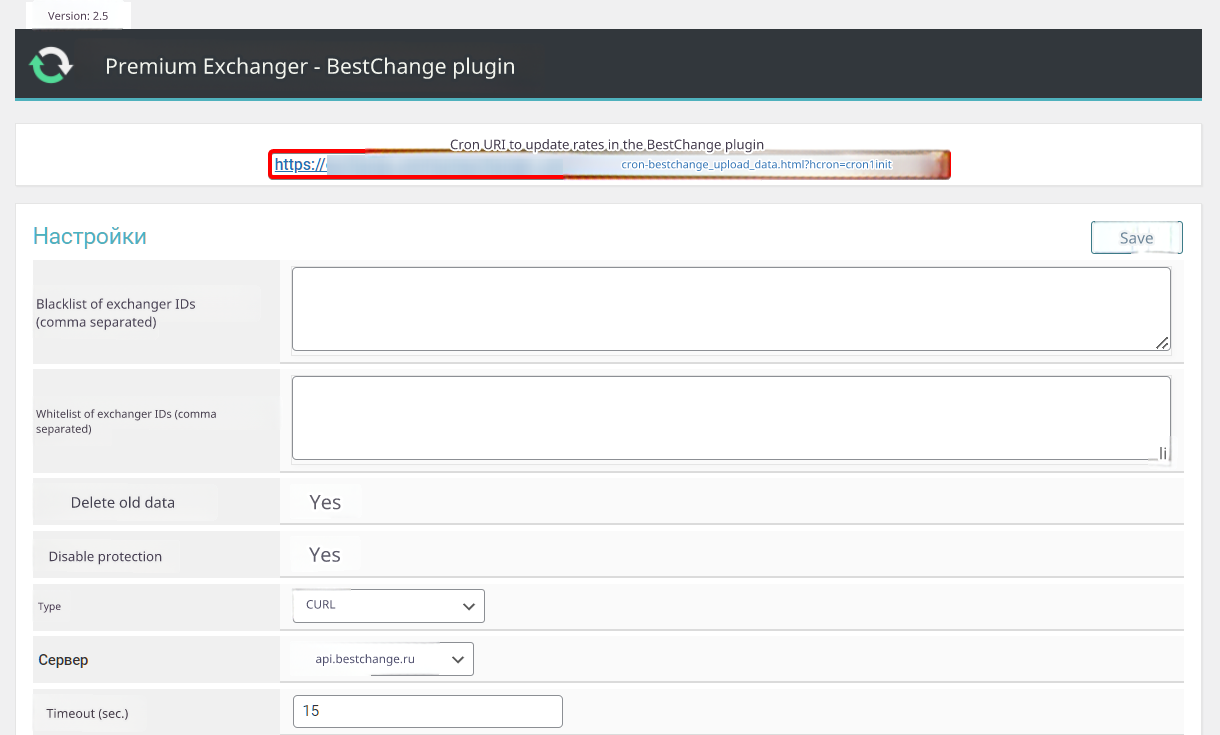 Version: 2.5
Premium Exchanger - BestChange plugin
Cron URI to update rates in the BestChange plugin
https:// cron-bestchange_upload_data.html?hcron=cron1init
Настройки
Save
Blacklist of exchanger IDs
(comma separated)
Whitelist of exchanger IDs (comma
separated)
Delete old data
Yes
Disable protection
Yes
Type
CURL
Сервер
api.bestchange.ru
Timeout (sec.)
15